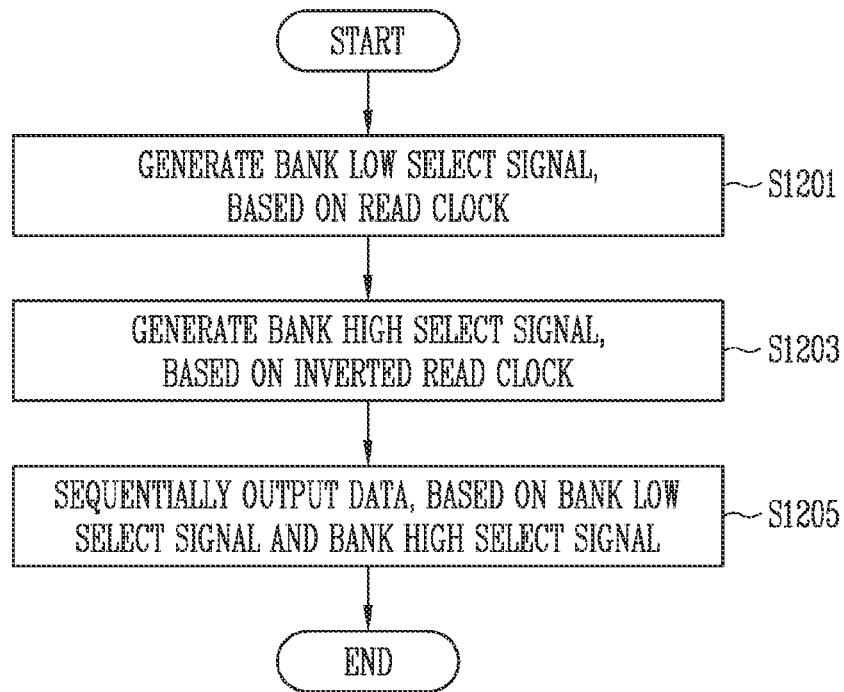 START
GENERATE BANK LOW SELECT SIGNAL,
BASED ON READ CLOCK
S1201
GENERATE BANK HIGH SELECT SIGNAL,
BASED ON INVERTED READ CLOCK
S1203
SEQUENTIALLY OUTPUT DATA, BASED ON BANK LOW
SELECT SIGNAL AND BANK HIGH SELECT SIGNAL
S1205
END